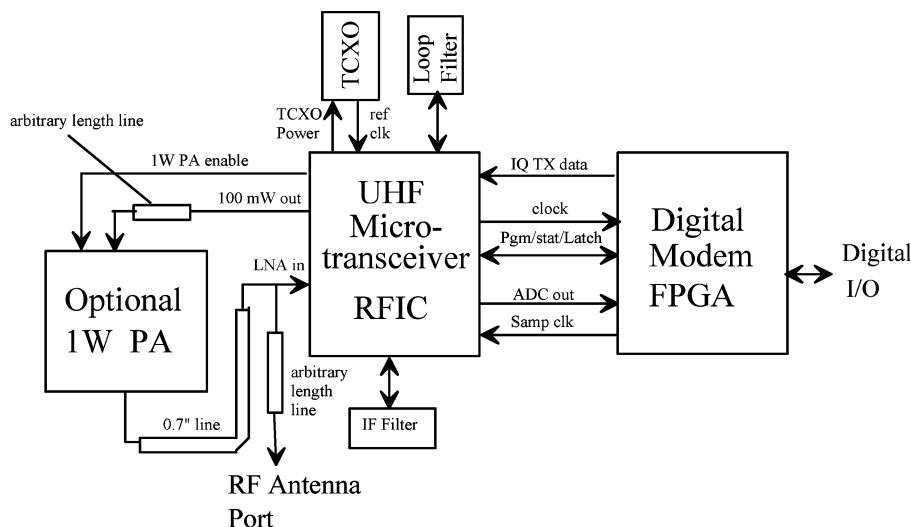 TCXO
Loop
Filter
arbitrary length line
TCXO
Power
ref
clk
1W PA enable
100 mW out
UHF
Micro-
transceiver
RFIC
IQ TX data
clock
Pgm/stat/Latch
ADC out
Samp clk
Digital
Modem
FPGA
Digital
I/O
LNA in
Optional
1W PA
arbitrary
length
line
0.7" line
IF Filter
RF Antenna
Port